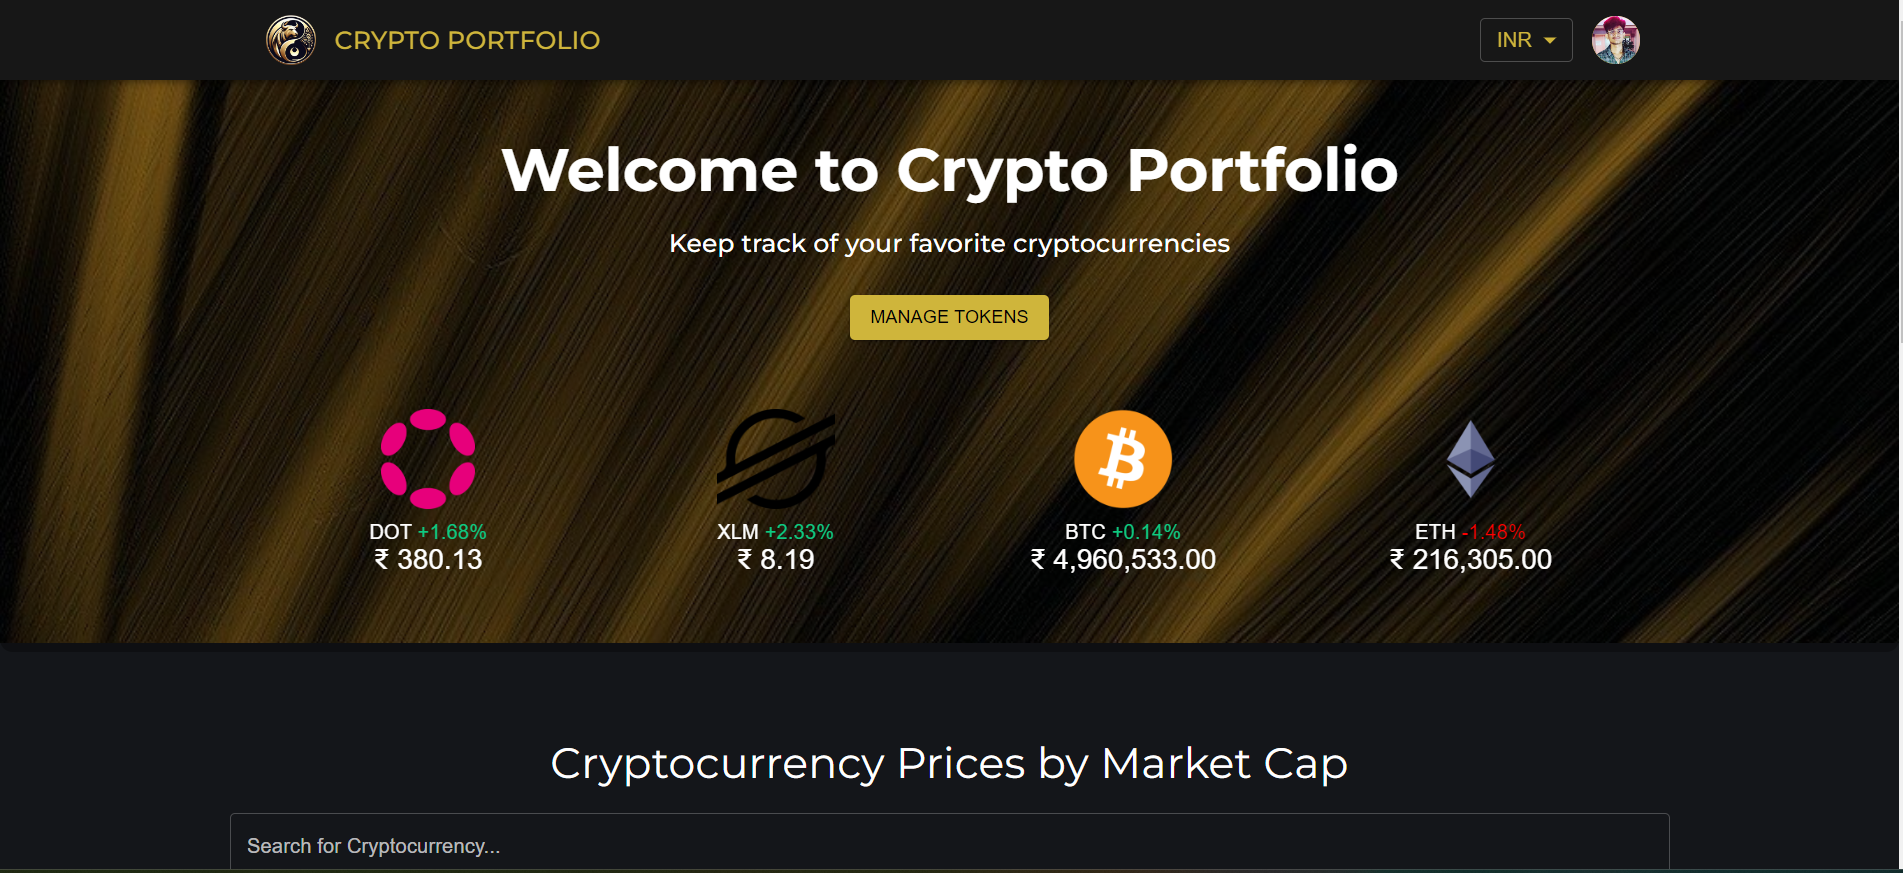 CRYPTO PORTFOLIO
INR
Welcome to Crypto Portfolio
Keep track of your favorite cryptocurrencies
MANAGE TOKENS
DOT +1.68%
₹ 380.13
XLM +2.33%
₹ 8.19
BTC +0.14%
₹ 4,960,533.00
ETH -1.48%
₹ 216,305.00
Cryptocurrency Prices by Market Cap
Search for Cryptocurrency...